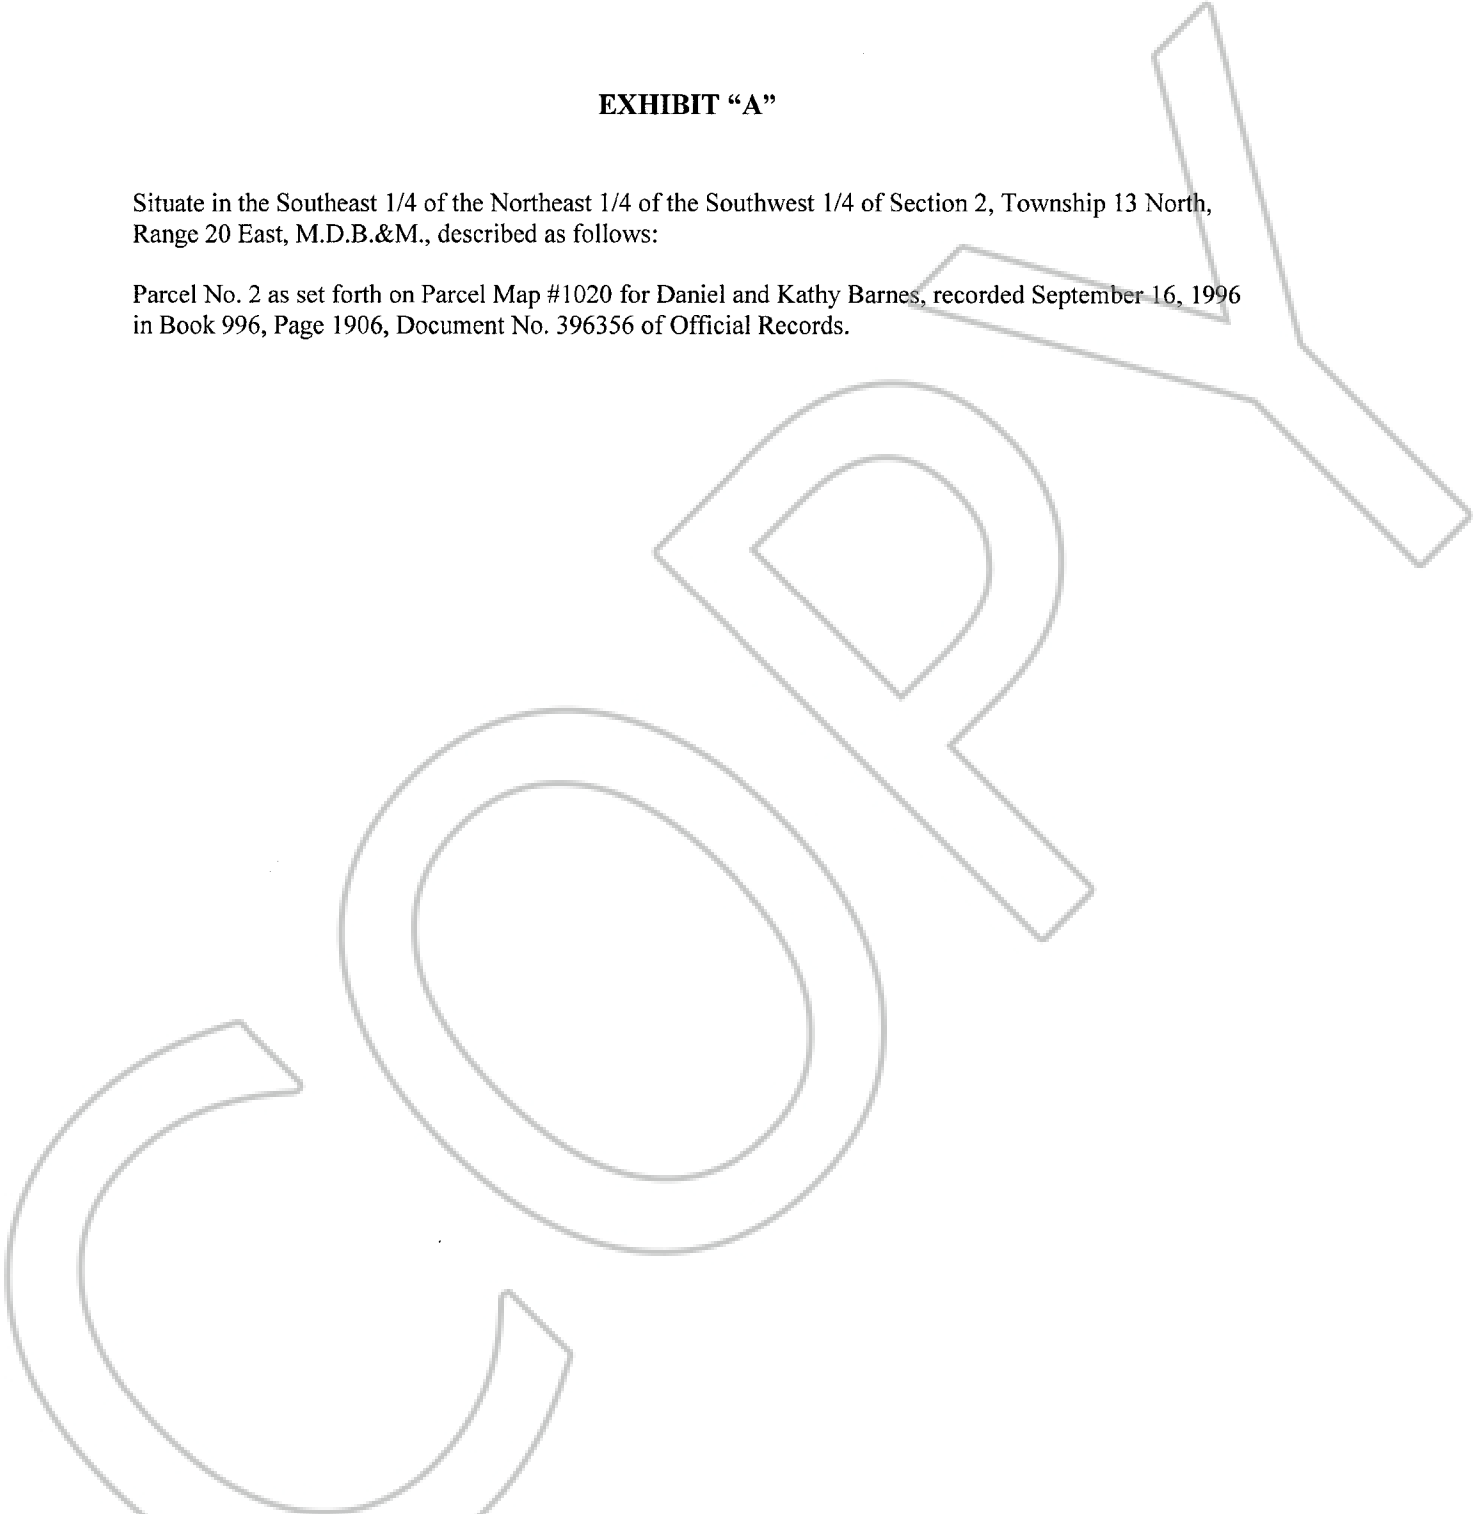 EXHIBIT “A”
Situate in the Southeast 1/4 of the Northeast 1/4 of the Southwest 1/4 of Section 2, Township 13 North,
Range 20 East, M.D.B.&M., described as follows:
Parcel No. 2 as set forth on Parcel Map #1020 for Daniel and Kathy Barnes, recorded September 16, 1996
in Book 996, Page 1906, Document No. 396356 of Official Records.
COPY